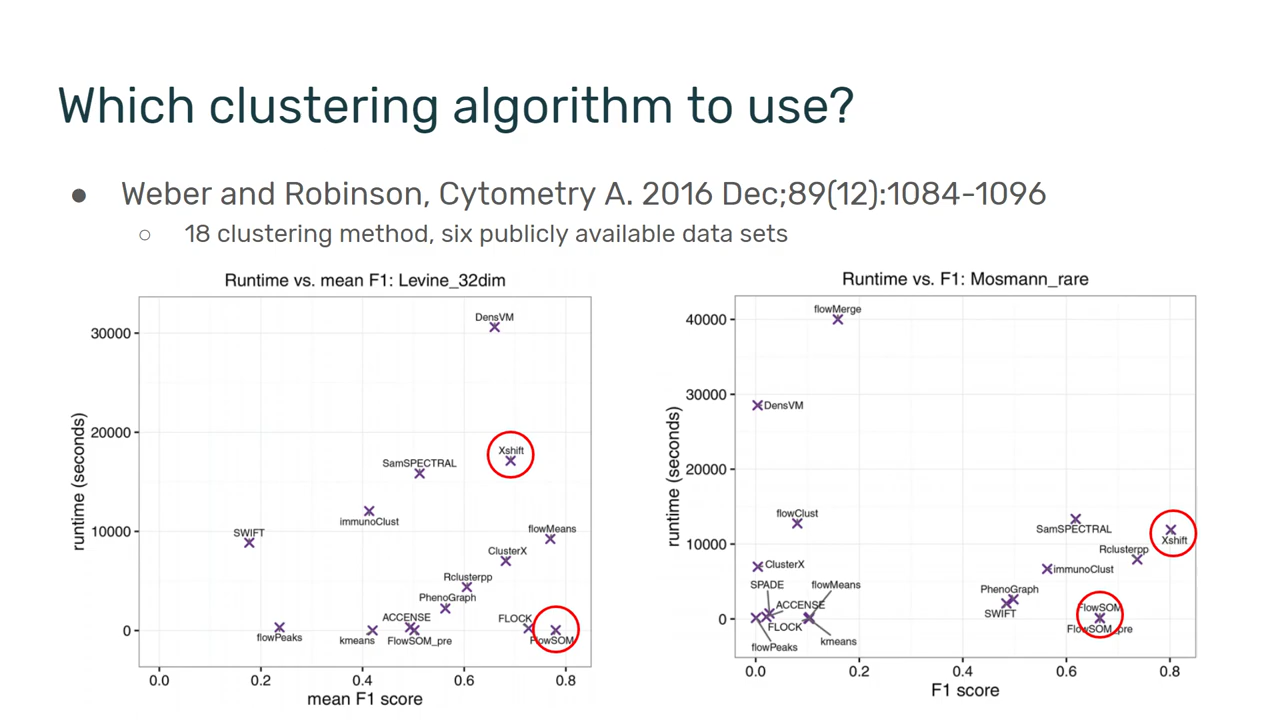 Which clustering algorithm to use?
● Weber and Robinson, Cytometry A. 2016 Dec;89(12):1084-1096
○ 18 clustering method, six publicly available data sets
Runtime vs. mean F1: Levine_32dim
runtime (seconds)
30000
20000
10000
0
DensVM
Xshift
SamSPECTRAL
immunoClust
SWIFT
flowMeans
ClusterX
Rclusterpp
PhenoGraph
ACCENSE
FLOCK
flowPeaks
kmeans
FlowSOM_pre
FlowSOM
0.0 0.2 0.4 0.6 0.8
mean F1 score
Runtime vs. F1: Mosmann_rare
runtime (seconds)
40000
30000
20000
10000
0
flowMerge
DensVM
flowClust
SamSPECTRAL
Xshift
Rclusterpp
ClusterX
immunoClust
SPADE
flowMeans
PhenoGraph
ACCENSE
FlowSOM
SWIFT
FLOCK
FlowSOM_pre
kmeans
flowPeaks
0.0 0.2 0.4 0.6 0.8
F1 score